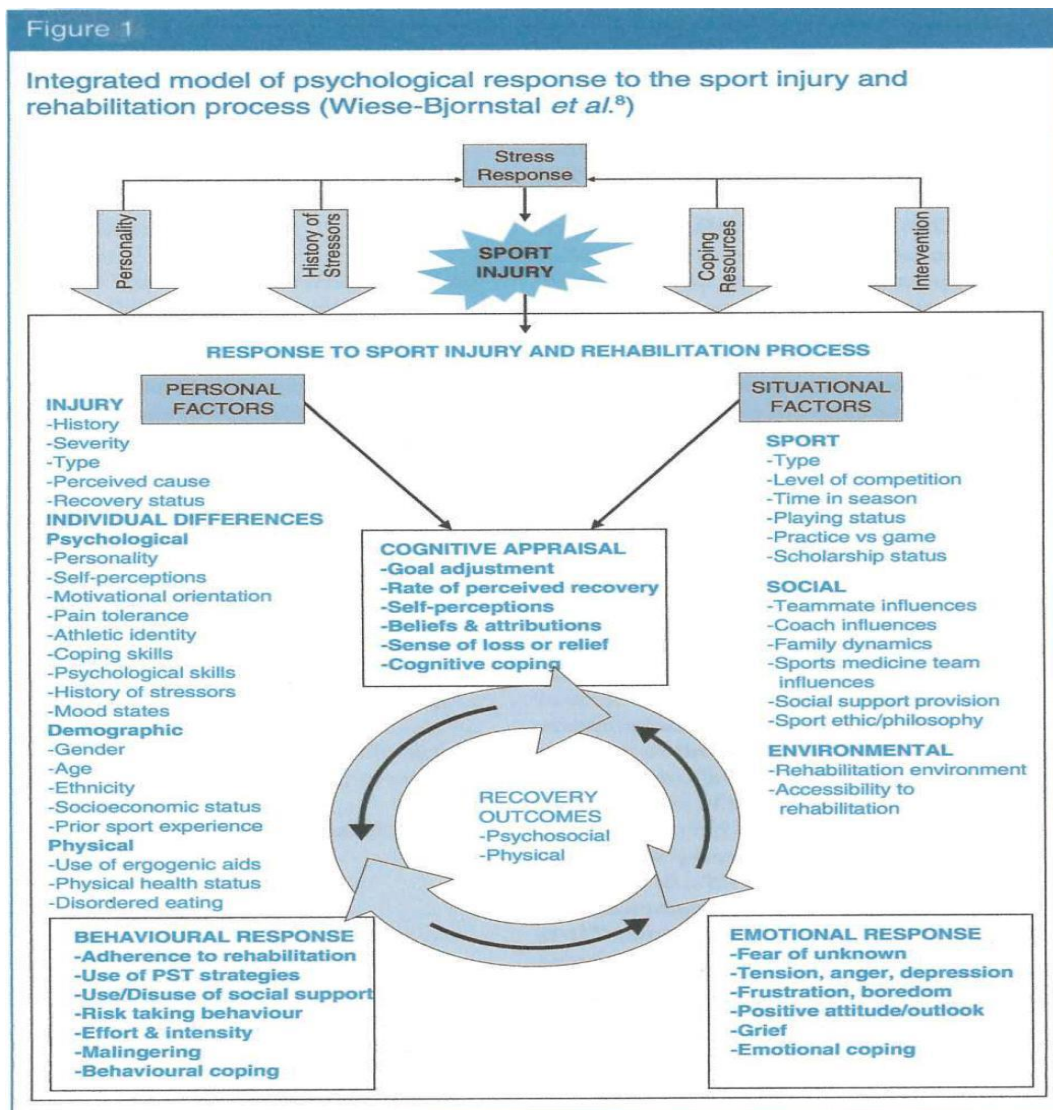 Figure 1
Integrated model of psychological response to the sport injury and
rehabilitation process (Wiese-Bjornstal et al.⁸)
Stress
Response
Personality
History of
Stressors
SPORT
INJURY
Coping
Resources
Intervention
RESPONSE TO SPORT INJURY AND REHABILITATION PROCESS
PERSONAL
FACTORS
SITUATIONAL
FACTORS
INJURY
-History
-Severity
-Type
-Perceived cause
-Recovery status
INDIVIDUAL DIFFERENCES
Psychological
-Personality
-Self-perceptions
-Motivational orientation
-Pain tolerance
-Athletic identity
-Coping skills
-Psychological skills
-History of stressors
-Mood states
Demographic
-Gender
-Age
-Ethnicity
-Socioeconomic status
-Prior sport experience
Physical
-Use of ergogenic aids
-Physical health status
-Disordered eating
COGNITIVE APPRAISAL
-Goal adjustment
-Rate of perceived recovery
-Self-perceptions
-Beliefs & attributions
-Sense of loss or relief
-Cognitive coping
SPORT
-Type
-Level of competition
-Time in season
-Playing status
-Practice vs game
-Scholarship status
SOCIAL
-Teammate influences
-Coach influences
-Family dynamics
-Sports medicine team
influences
-Social support provision
-Sport ethic/philosophy
ENVIRONMENTAL
-Rehabilitation environment
-Accessibility to
rehabilitation
RECOVERY
OUTCOMES
-Psychosocial
-Physical
BEHAVIOURAL RESPONSE
-Adherence to rehabilitation
-Use of PST strategies
-Use/Disuse of social support
-Risk taking behaviour
-Effort & intensity
-Malingering
-Behavioural coping
EMOTIONAL RESPONSE
-Fear of unknown
-Tension, anger, depression
-Frustration, boredom
-Positive attitude/outlook
-Grief
-Emotional coping